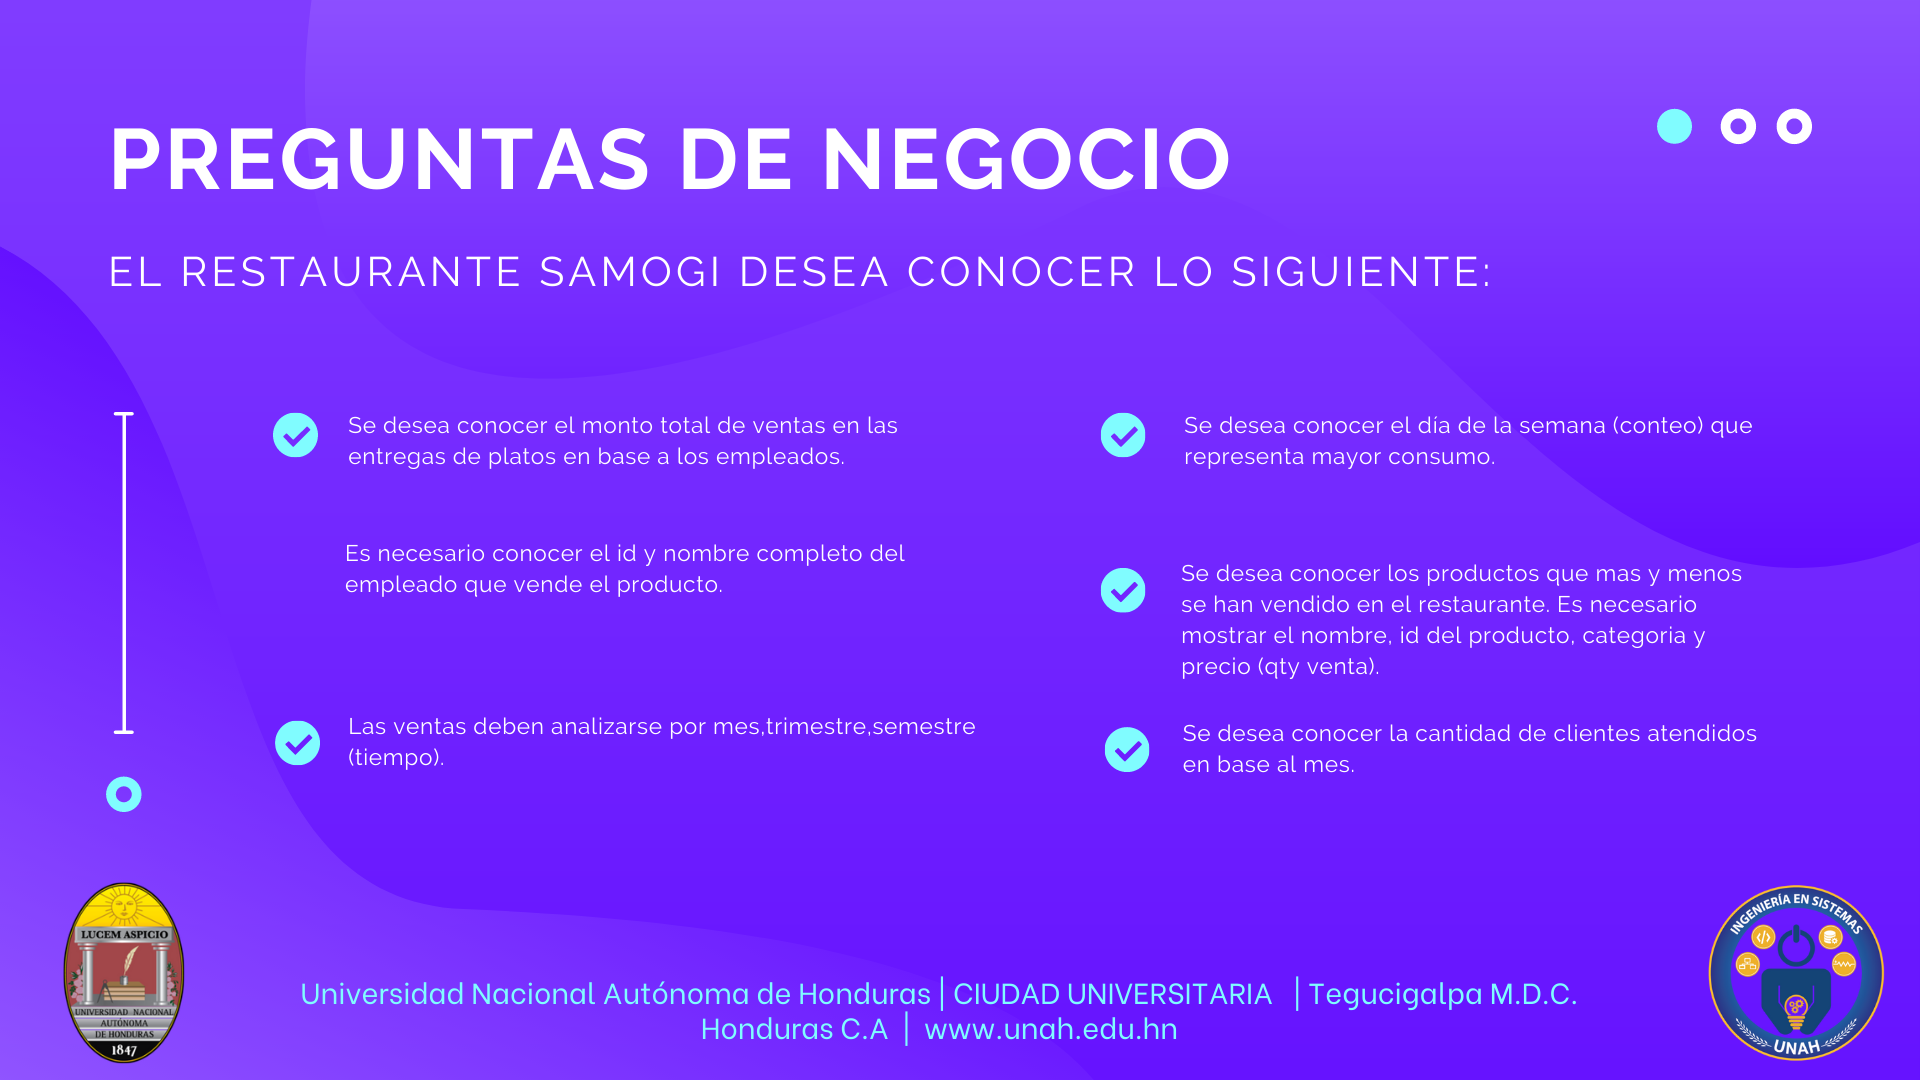 PREGUNTAS DE NEGOCIO
EL RESTAURANTE SAMOGI DESEA CONOCER LO SIGUIENTE:
Se desea conocer el monto total de ventas en las
entregas de platos en base a los empleados.
Es necesario conocer el id y nombre completo del
empleado que vende el producto.
Las ventas deben analizarse por mes,trimestre,semestre
(tiempo).
Se desea conocer el día de la semana (conteo) que
representa mayor consumo.
Se desea conocer los productos que mas y menos
se han vendido en el restaurante. Es necesario
mostrar el nombre, id del producto, categoria y
precio (qty venta).
Se desea conocer la cantidad de clientes atendidos
en base al mes.
LUCEM ASPICIO
UNIVERSIDAD NACIONAL
AUTÓNOMA
DE HONDURAS
1847
Universidad Nacional Autónoma de Honduras | CIUDAD UNIVERSITARIA | Tegucigalpa M.D.C.
Honduras C.A | www.unah.edu.hn
INGENIERÍA EN SISTEMAS
UNAH